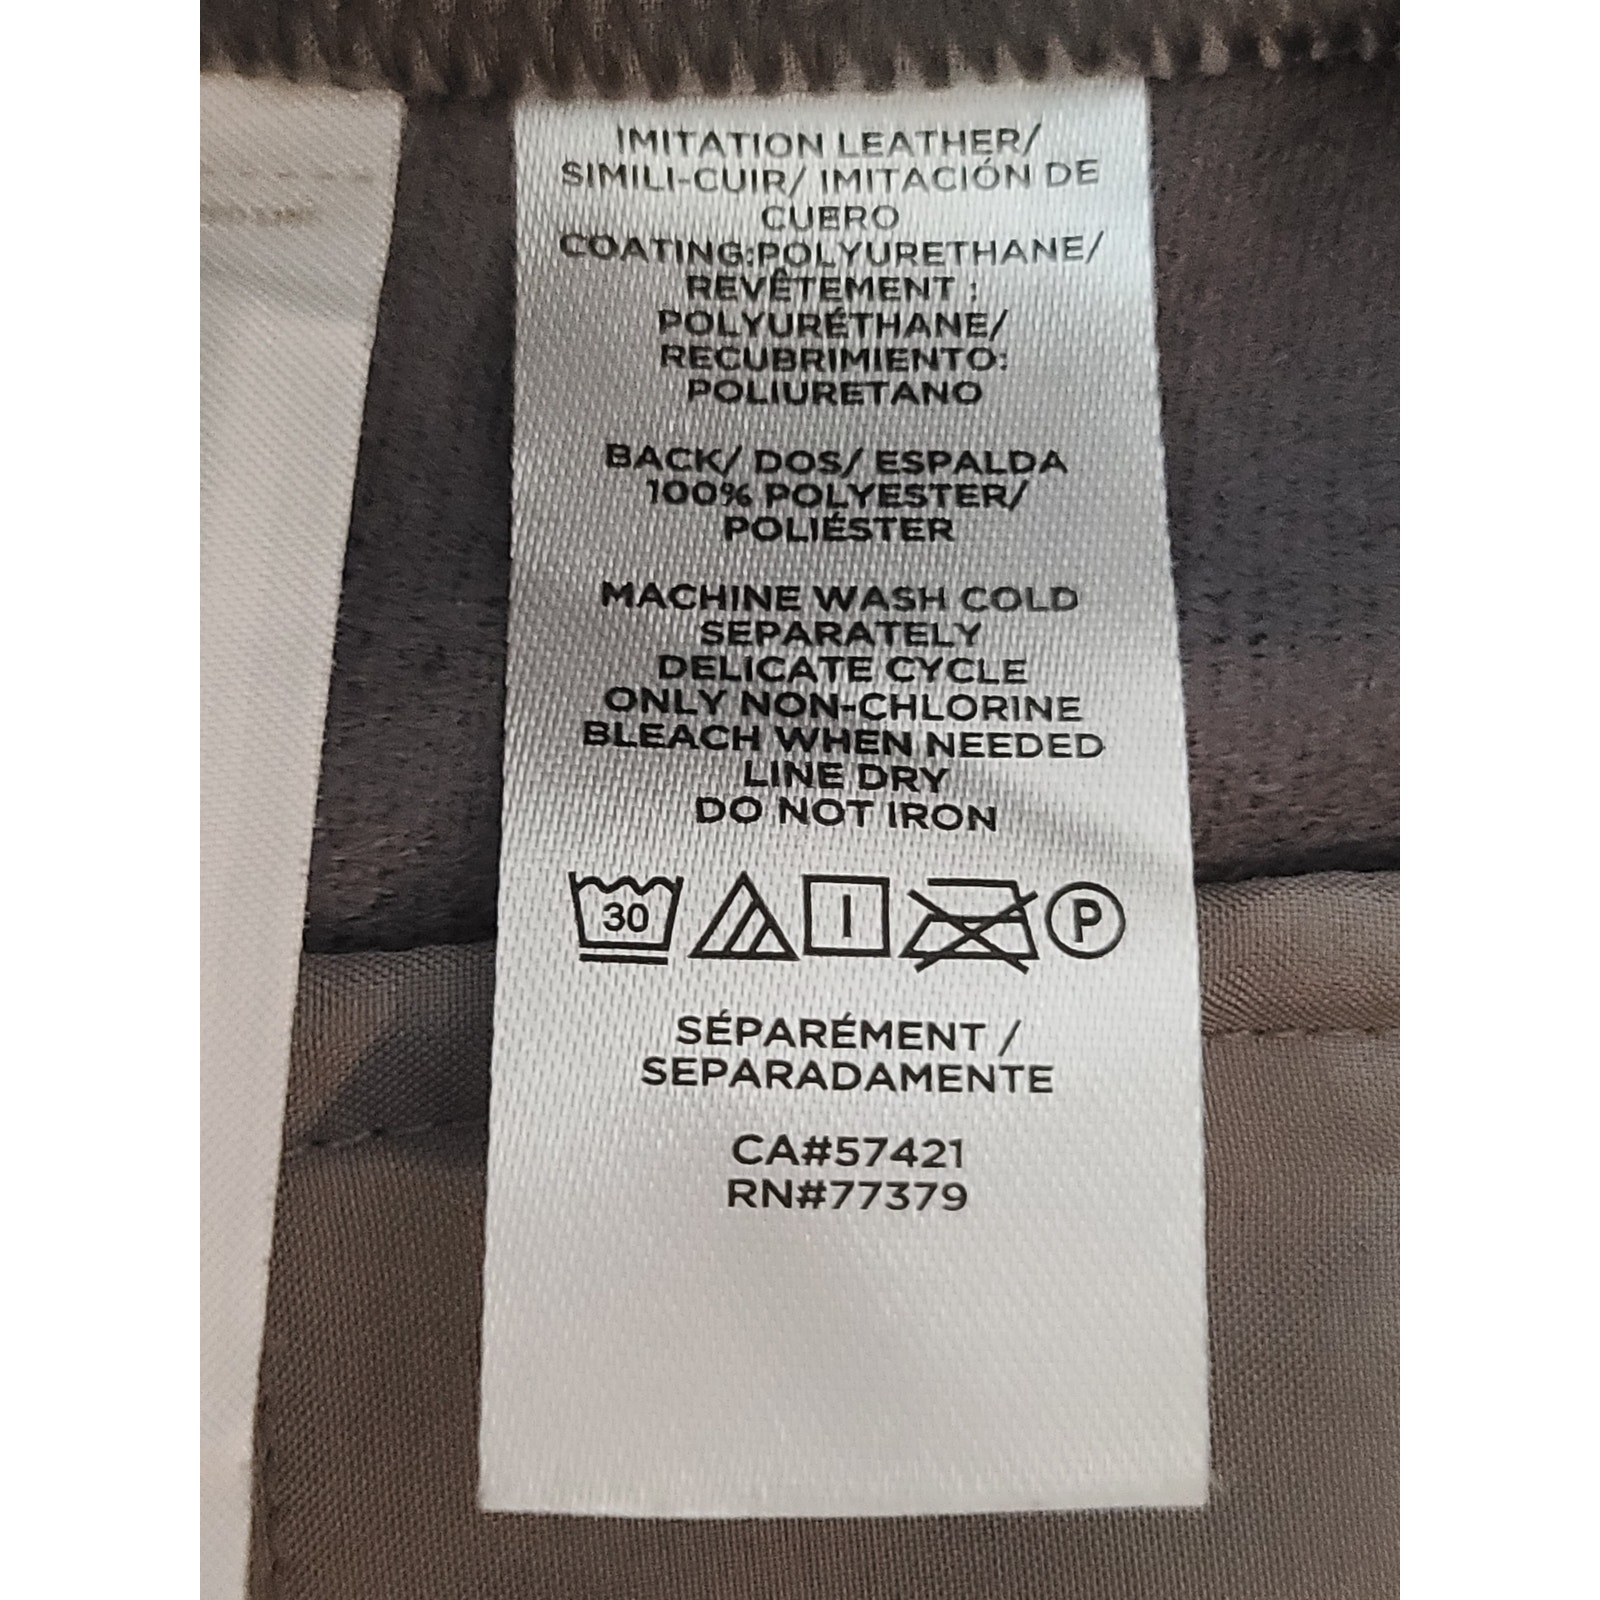 IMITATION LEATHER/
SIMILI-CUIR/ IMITACIÓN DE
CUERO
COATING:POLYURETHANE/
REVÊTEMENT :
POLYURÉTHANE/
RECUBRIMIENTO:
POLIURETANO
BACK/ DOS/ ESPALDA
100% POLYESTER/
POLIÉSTER
MACHINE WASH COLD
SEPARATELY
DELICATE CYCLE
ONLY NON-CHLORINE
BLEACH WHEN NEEDED
LINE DRY
DO NOT IRON
30 P
SÉPARÉMENT /
SEPARADAMENTE
CA#57421
RN#77379